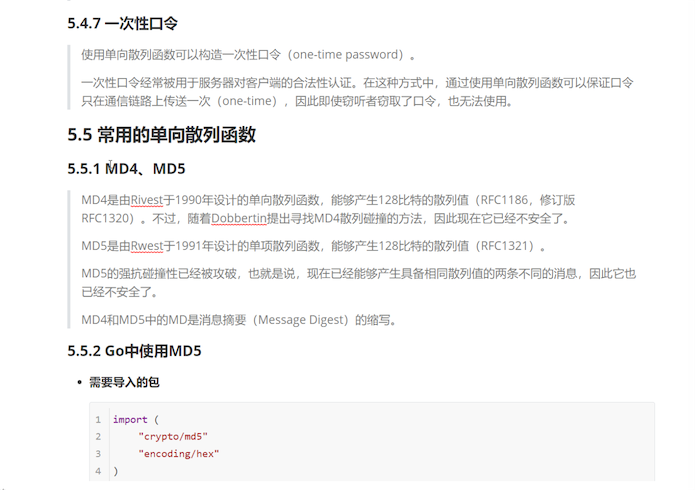 5.4.7 一次性口令
使用单向散列函数可以构造一次性口令（one-time password）。
一次性口令经常被用于服务器对客户端的合法性认证。在这种方式中，通过使用单向散列函数可以保证口令
只在通信链路上传送一次（one-time），因此即使窃听者窃取了口令，也无法使用。
5.5 常用的单向散列函数
5.5.1 MD4、MD5
MD4是由Rivest于1990年设计的单向散列函数，能够产生128比特的散列值（RFC1186，修订版
RFC1320）。不过，随着Dobbertin提出寻找MD4散列碰撞的方法，因此现在它已经不安全了。
MD5是由Rwest于1991年设计的单项散列函数，能够产生128比特的散列值（RFC1321）。
MD5的强抗碰撞性已经被攻破，也就是说，现在已经能够产生具备相同散列值的两条不同的消息，因此它也
已经不安全了。
MD4和MD5中的MD是消息摘要（Message Digest）的缩写。
5.5.2 Go中使用MD5
• 需要导入的包
1 import (
2 "crypto/md5"
3 "encoding/hex"
4 )